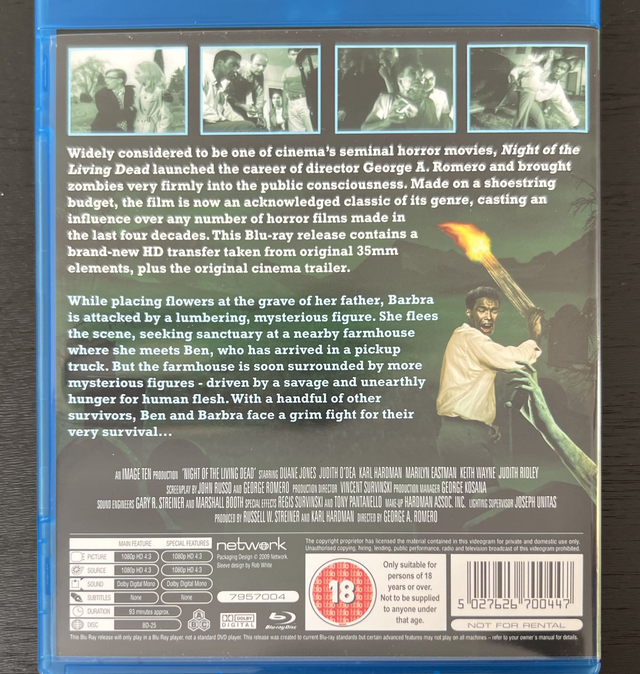 Widely considered to be one of cinema's seminal horror movies, Night of the
Living Dead launched the career of director George A. Romero and brought
zombies very firmly into the public consciousness. Made on a shoestring
budget, the film is now an acknowledged classic of its genre, casting an
influence over any number of horror films made in
the last four decades. This Blu-ray release contains a
brand-new HD transfer taken from original 35mm
elements, plus the original cinema trailer.
While placing flowers at the grave of her father, Barbra
is attacked by a lumbering, mysterious figure. She flees
the scene, seeking sanctuary at a nearby farmhouse
where she meets Ben, who has arrived in a pickup
truck. But the farmhouse is soon surrounded by more
mysterious figures - driven by a savage and unearthly
hunger for human flesh. With a handful of other
survivors, Ben and Barbra face a grim fight for their
very survival...
AN IMAGE TEN PRODUCTION 'NIGHT OF THE LIVING DEAD' STARRING DUANE JONES JUDITH O'DEA KARL HARDMAN MARILYN EASTMAN KEITH WAYNE JUDITH RIDLEY
SCREENPLAY BY JOHN RUSSO AND GEORGE ROMERO PRODUCTION DIRECTOR VINCENT SURVINSKI PRODUCTION MANAGER GEORGE KOSANA
SOUND ENGINEERS GARY R. STREINER AND MARSHALL BOOTH SPECIAL EFFECTS REGIS SURVINSKI AND TONY PANTANELLO MAKE-UP HARDMAN ASSOC. INC. LIGHTING SUPERVISOR JOSEPH UNITAS
PRODUCED BY RUSSELL W. STREINER AND KARL HARDMAN DIRECTED BY GEORGE A. ROMERO
MAIN FEATURE SPECIAL FEATURES
PICTURE 1080p HD 4:3 1080p HD 4:3
SOURCE 1080p HD 4:3 1080p HD 4:3
SOUND Dolby Digital Mono Dolby Digital Mono
SUBTITLES None None
DURATION 93 minutes approx.
DISC BD-25
network
Packaging Design © 2009 Network
Sleeve design by Rob White
7957004
DOLBY
DIGITAL
Blu-ray Disc
The copyright proprietor has licensed the material contained in this videogram for private and domestic use only.
Unauthorised copying, hiring, lending, public performance, radio and television broadcast of this videogram prohibited.
18
Only suitable for
persons of 18
years or over.
Not to be supplied
to anyone under
that age.
5 027626 700447
NOT FOR RENTAL
This Blu Ray release will only play in a Blu Ray player, not a standard DVD player. This release was created to current Blu-ray standards but certain advanced features may not play on all machines – refer to your owner's manual for details.